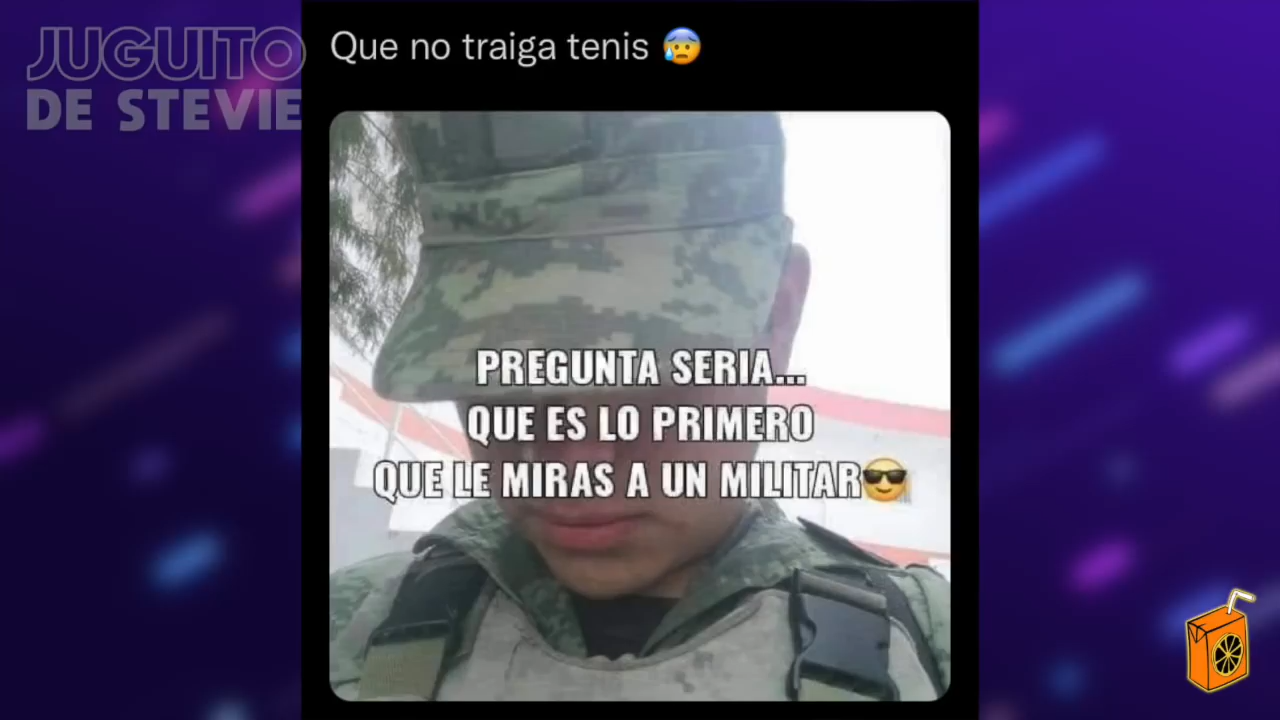 JUGUITO
DE STEVIE
Que no traiga tenis 😰
PREGUNTA SERIA...
QUE ES LO PRIMERO
QUE LE MIRAS A UN MILITAR😎